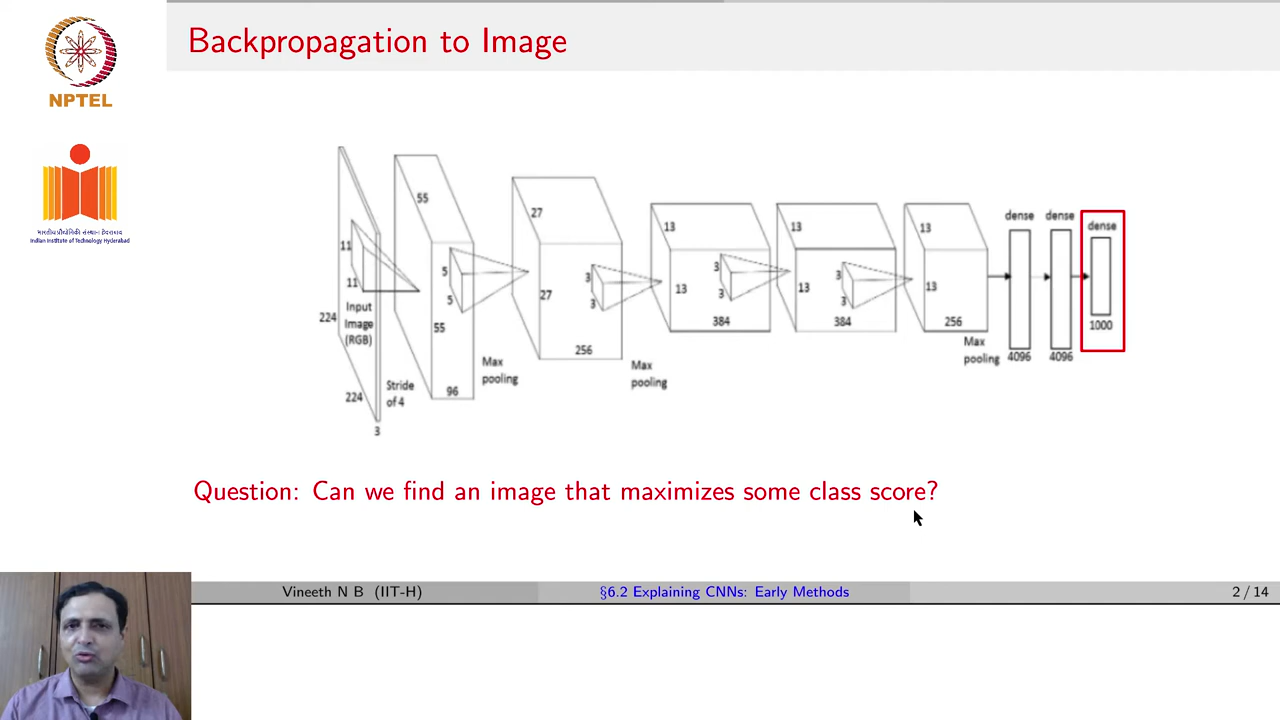 Backpropagation to Image
NPTEL
भारतीय प्रौद्योगिकी संस्थान हैदराबाद
Indian Institute of Technology Hyderabad
11
11
224
224
3
Input
Image
(RGB)
Stride
of 4
55
55
96
5
5
Max
pooling
27
27
256
3
3
Max
pooling
13
13
384
3
3
13
13
384
3
3
13
13
256
Max
pooling
dense
4096
dense
4096
dense
1000
Question: Can we find an image that maximizes some class score?
Vineeth N B (IIT-H)
§6.2 Explaining CNNs: Early Methods
2 / 14